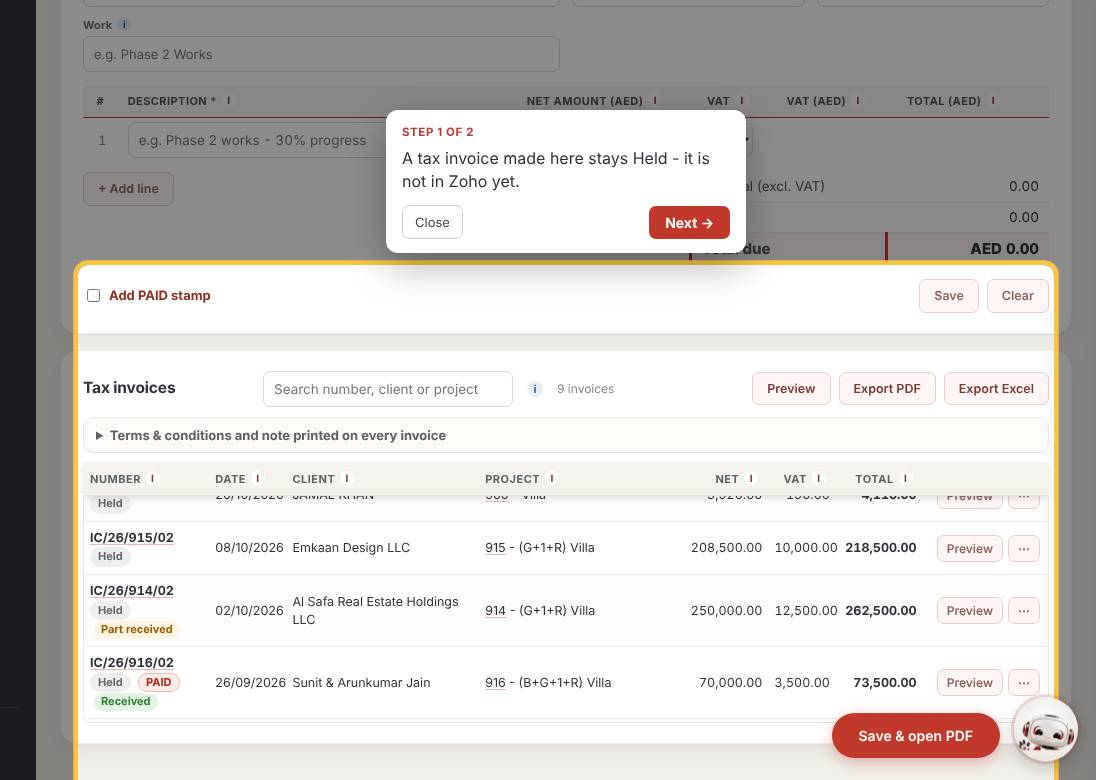 Work i
e.g. Phase 2 Works
# DESCRIPTION * I NET AMOUNT (AED) I VAT I VAT (AED) I TOTAL (AED) I
1 e.g. Phase 2 works - 30% progress
STEP 1 OF 2
A tax invoice made here stays Held - it is
not in Zoho yet.
Close Next →
+ Add line
(excl. VAT) 0.00
0.00
due AED 0.00
Add PAID stamp Save Clear
Tax invoices Search number, client or project i 9 invoices Preview Export PDF Export Excel
▶ Terms & conditions and note printed on every invoice
NUMBER I DATE I CLIENT I PROJECT I NET I VAT I TOTAL I
Held Villa Preview ...
IC/26/915/02
Held
08/10/2026 Emkaan Design LLC 915 - (G+1+R) Villa 208,500.00 10,000.00 218,500.00 Preview ...
IC/26/914/02
Held
Part received
02/10/2026 Al Safa Real Estate Holdings
LLC
914 - (G+1+R) Villa 250,000.00 12,500.00 262,500.00 Preview ...
IC/26/916/02
Held PAID
Received
26/09/2026 Sunit & Arunkumar Jain 916 - (B+G+1+R) Villa 70,000.00 3,500.00 73,500.00 Preview ...
Save & open PDF